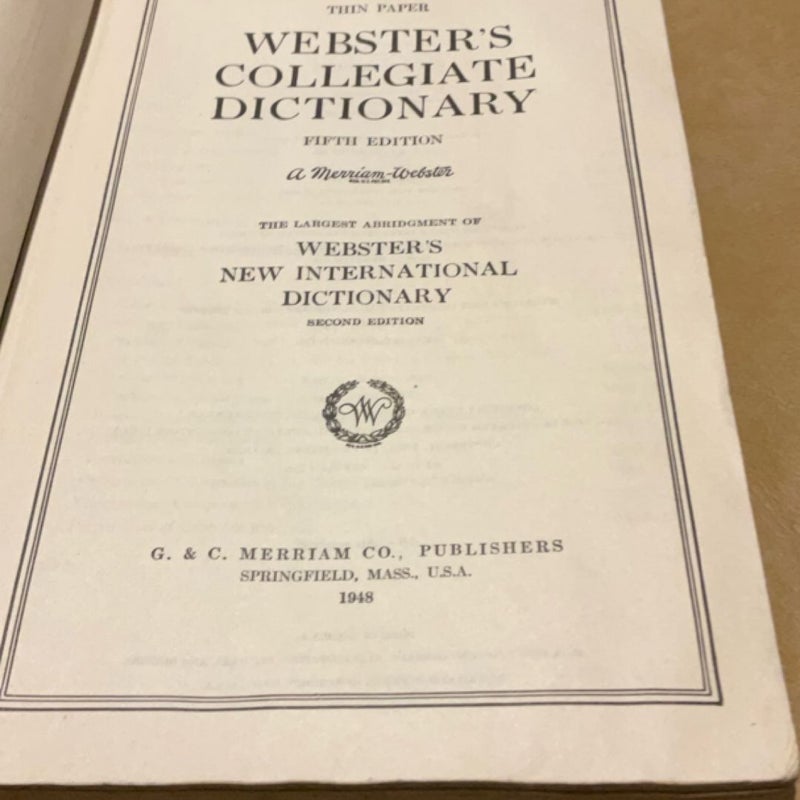 THIN PAPER
WEBSTER'S
COLLEGIATE
DICTIONARY
FIFTH EDITION
A Merriam-Webster
THE LARGEST ABRIDGMENT OF
WEBSTER'S
NEW INTERNATIONAL
DICTIONARY
SECOND EDITION
W
G. & C. MERRIAM CO., PUBLISHERS
SPRINGFIELD, MASS., U.S.A.
1948